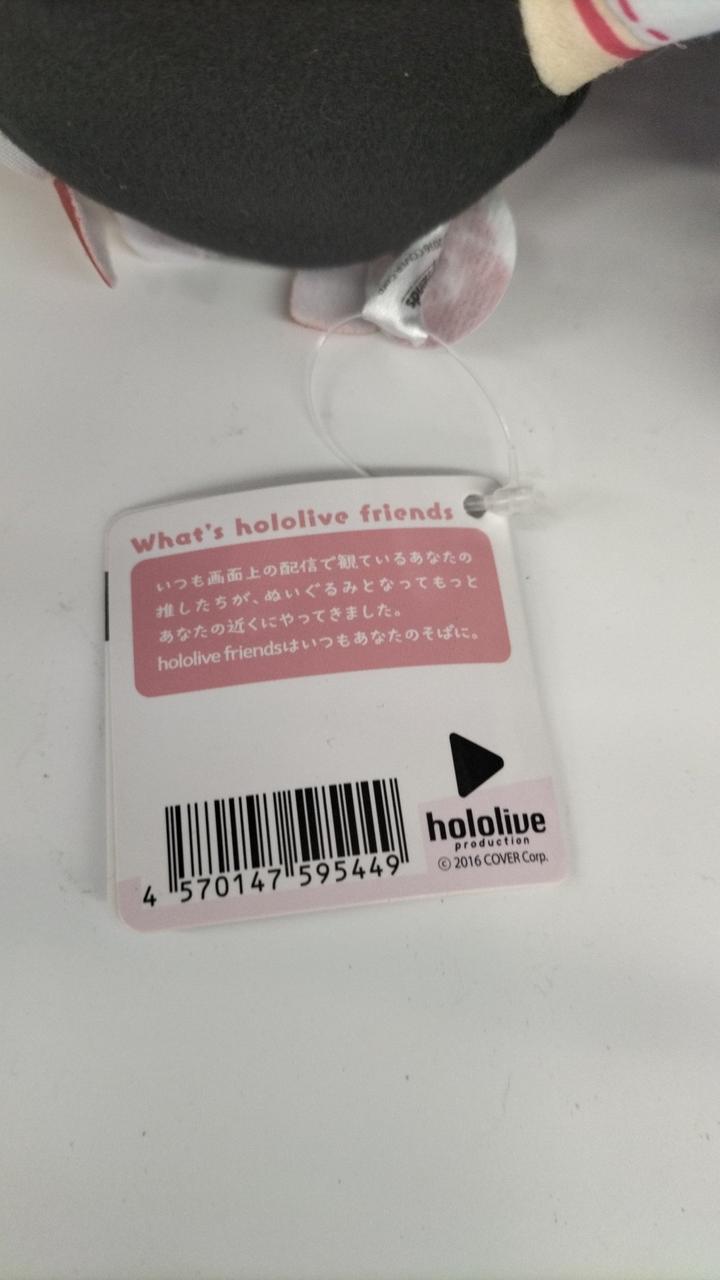 What's hololive friends
いつも画面上の配信で観ているあなたの
推したちが、ぬいぐるみとなってもっと
あなたの近くにやってきました。
hololive friendsはいつもあなたのそばに。
hololive
production
© 2016 COVER Corp.
4 570147 595449